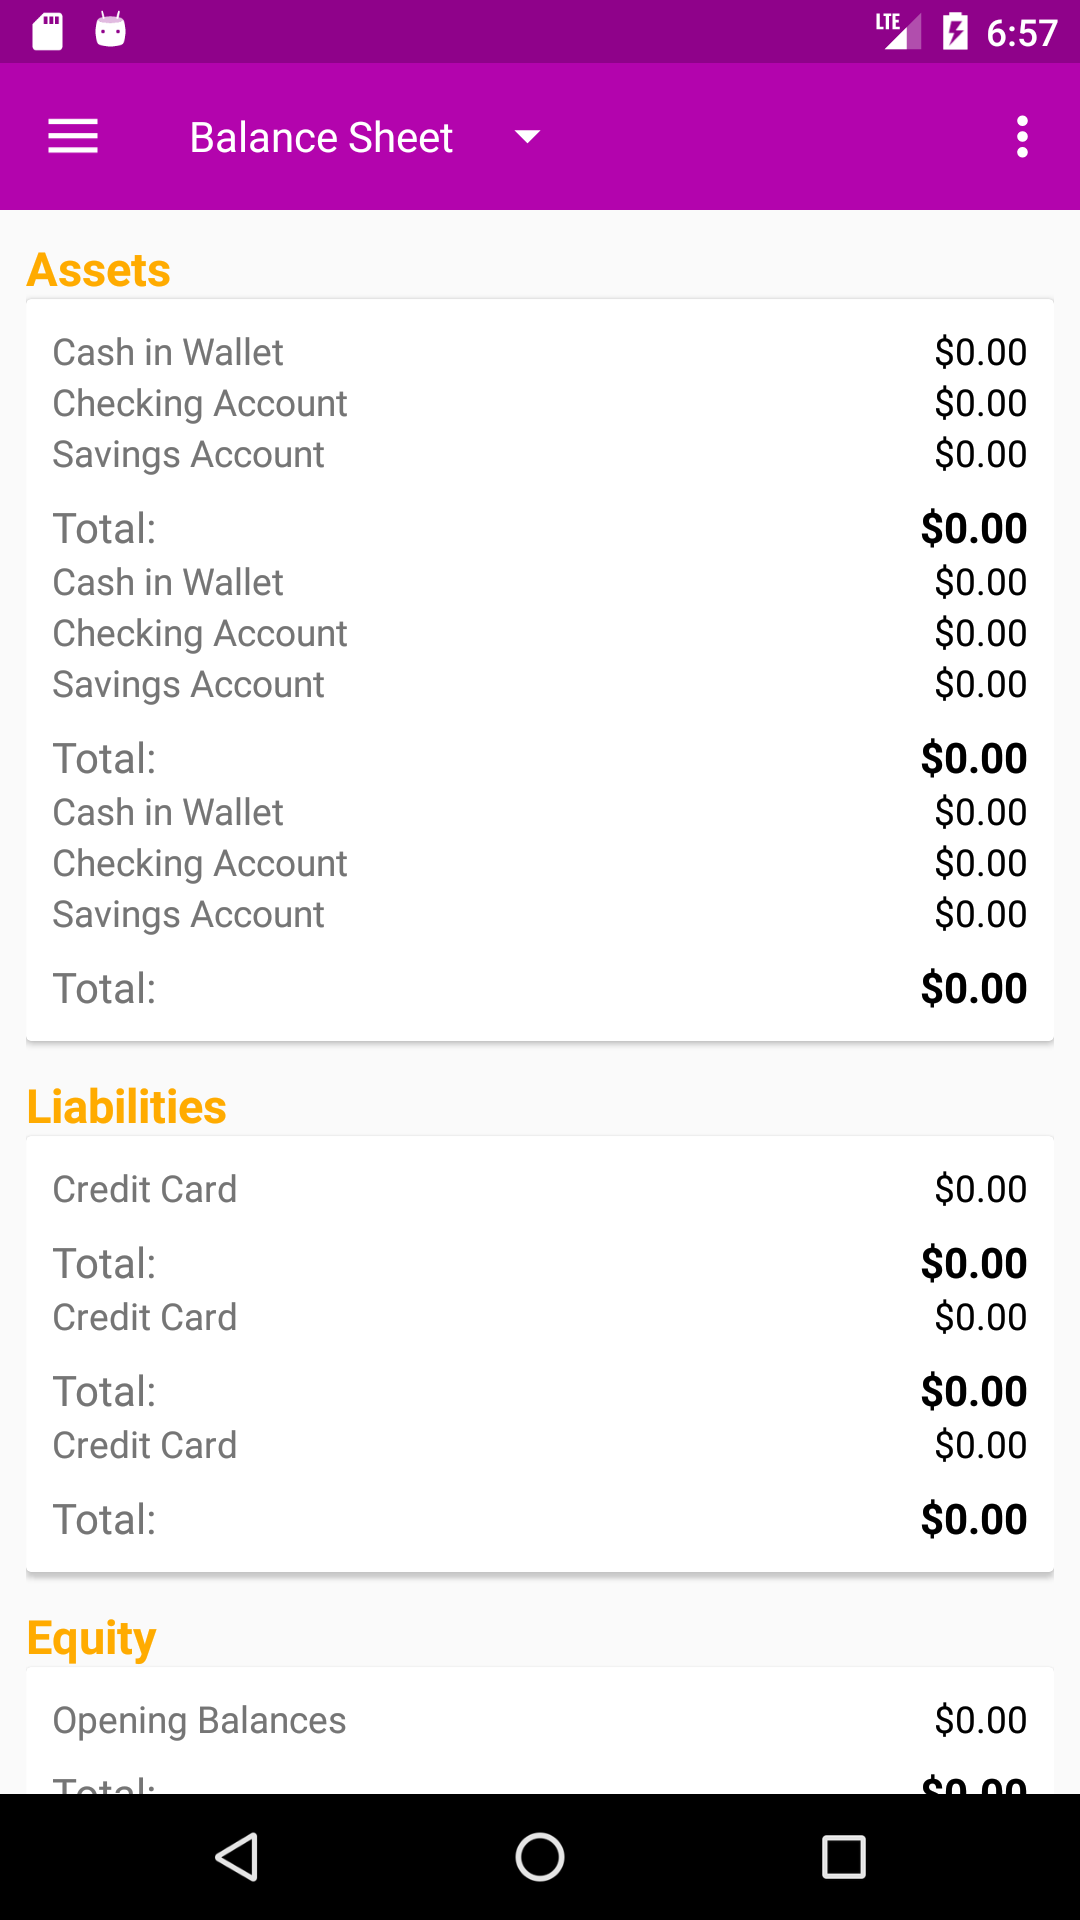 LTE 6:57
Balance Sheet
Assets
Cash in Wallet $0.00
Checking Account $0.00
Savings Account $0.00
Total: $0.00
Cash in Wallet $0.00
Checking Account $0.00
Savings Account $0.00
Total: $0.00
Cash in Wallet $0.00
Checking Account $0.00
Savings Account $0.00
Total: $0.00
Liabilities
Credit Card $0.00
Total: $0.00
Credit Card $0.00
Total: $0.00
Credit Card $0.00
Total: $0.00
Equity
Opening Balances $0.00
Total: $0.00